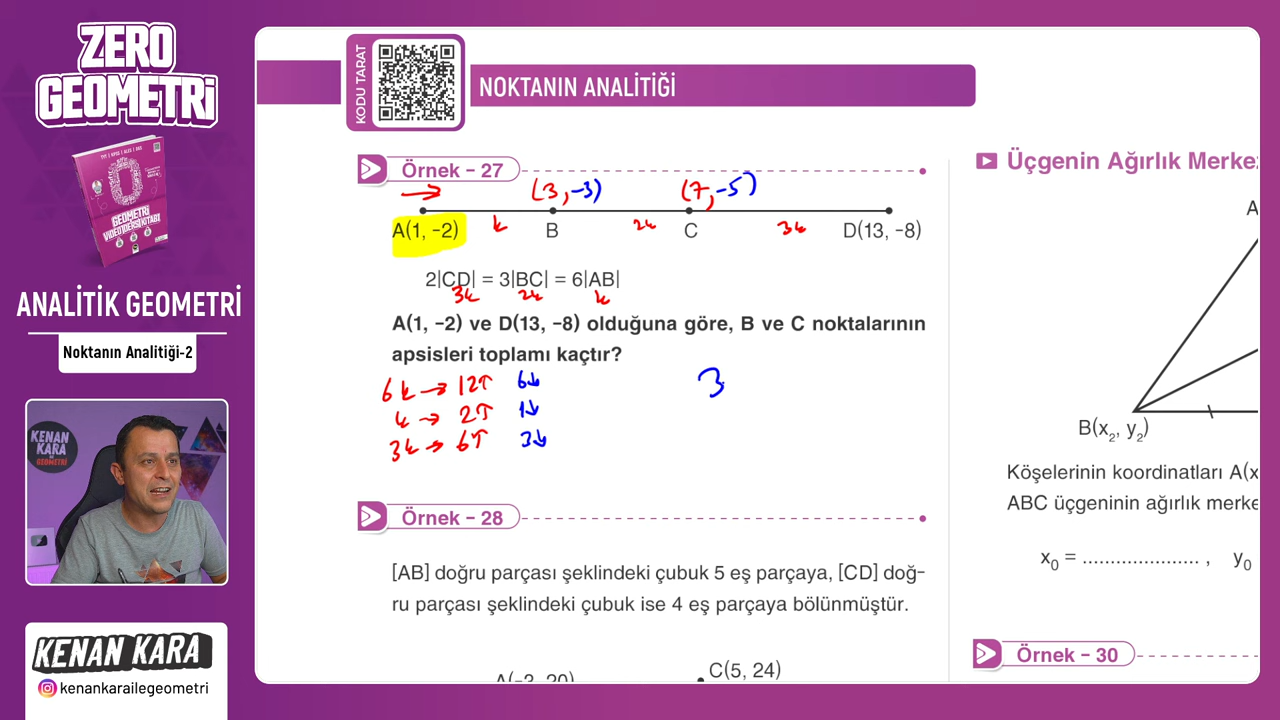 ZERO
GEOMETRİ
GEOMETRİ
VİDEO DERS KİTABI
ANALİTİK GEOMETRİ
Noktanın Analitiği-2
KENAN
KARA
İLE
GEOMETRİ
KENAN KARA
kenankarailegeometri
KODU TARAT
NOKTANIN ANALİTİĞİ
Örnek - 27
(3, -3) (7, -5)
A(1, -2) k B 2k C 3k D(13, -8)
2|CD| = 3|BC| = 6|AB|
3k 2k k
A(1, -2) ve D(13, -8) olduğuna göre, B ve C noktalarının
apsisleri toplamı kaçtır?
6k → 12↑ 6↓
k → 2↑ 1↓
3k → 6↑ 3↓
3
Örnek - 28
[AB] doğru parçası şeklindeki çubuk 5 eş parçaya, [CD] doğ-
ru parçası şeklindeki çubuk ise 4 eş parçaya bölünmüştür.
A(-3, 20)
C(5, 24)
Üçgenin Ağırlık Merke
A
B(x₂, y₂)
Köşelerinin koordinatları A(x
ABC üçgeninin ağırlık merke
x₀ = ..................... , y₀
Örnek - 30